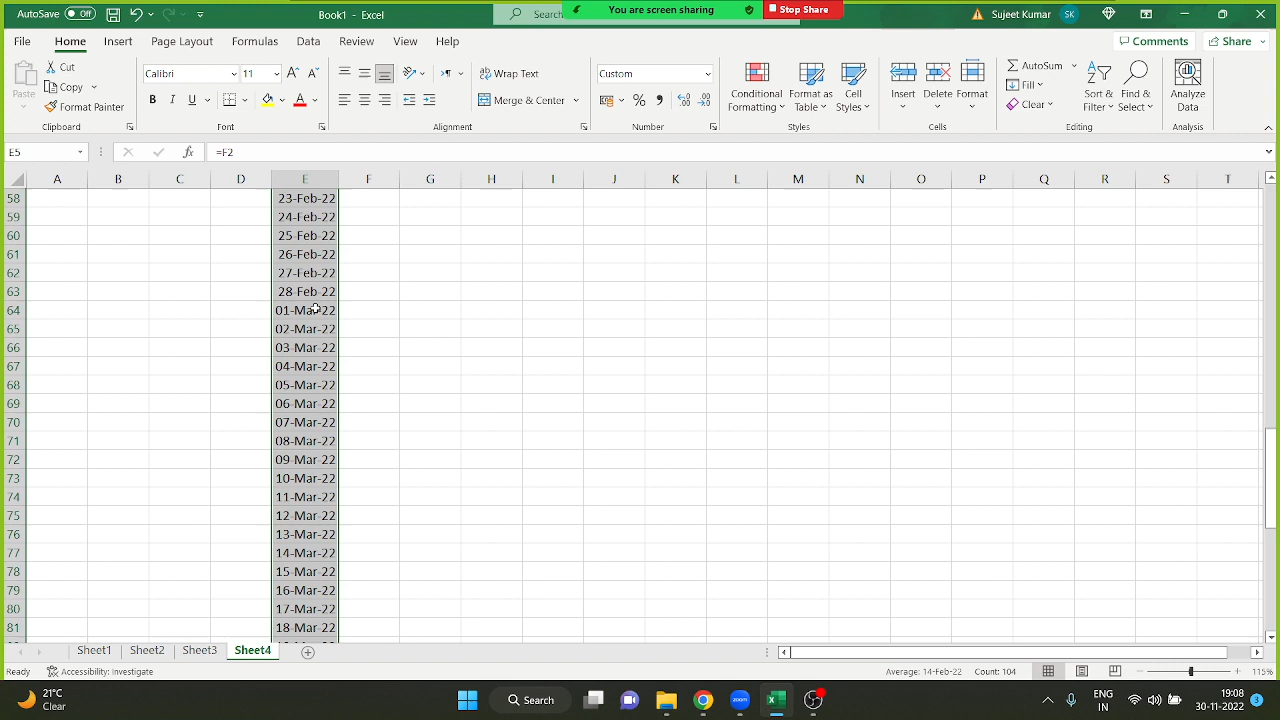 AutoSave Off Book1 - Excel Search You are screen sharing Stop Share Sujeet Kumar SK
File Home Insert Page Layout Formulas Data Review View Help Comments Share
Paste Cut Copy Format Painter Clipboard
Calibri 11 B I U A Font
Wrap Text Merge & Center Alignment
Custom % Number
Conditional Formatting Format as Table Cell Styles Styles
Insert Delete Format Cells
AutoSum Fill Clear Sort & Filter Find & Select Editing
Analyze Data Analysis
E5 fx =F2
A B C D E F G H I J K L M N O P Q R S T
58 23-Feb-22
59 24-Feb-22
60 25-Feb-22
61 26-Feb-22
62 27-Feb-22
63 28-Feb-22
64 01-Mar-22
65 02-Mar-22
66 03-Mar-22
67 04-Mar-22
68 05-Mar-22
69 06-Mar-22
70 07-Mar-22
71 08-Mar-22
72 09-Mar-22
73 10-Mar-22
74 11-Mar-22
75 12-Mar-22
76 13-Mar-22
77 14-Mar-22
78 15-Mar-22
79 16-Mar-22
80 17-Mar-22
81 18-Mar-22
Sheet1 Sheet2 Sheet3 Sheet4
Ready Accessibility: Investigate Average: 14-Feb-22 Count: 104 115%
21°C Clear Search ENG IN 19:08 30-11-2022 3